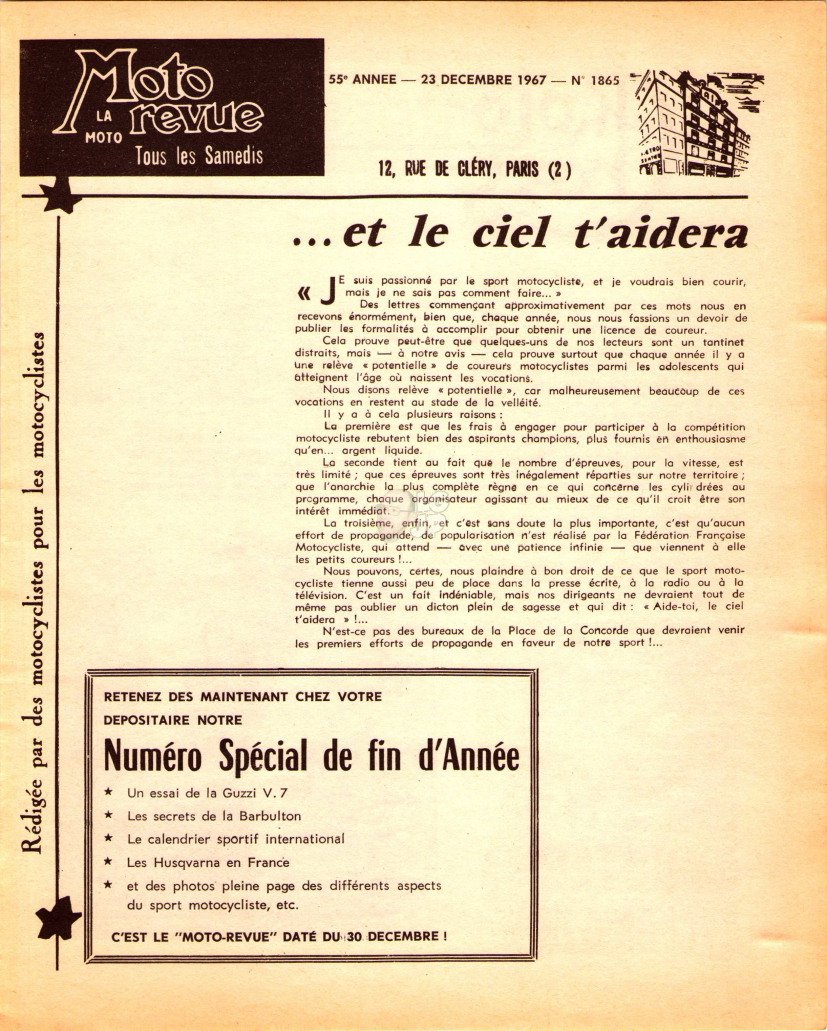 Moto
revue
LA
MOTO
Tous les Samedis
55e ANNEE — 23 DECEMBRE 1967 — N° 1865
12, RUE DE CLÉRY, PARIS (2)
...et le ciel t'aidera
« JE suis passionné par le sport motocycliste, et je voudrais bien courir,
mais je ne sais pas comment faire... »
Des lettres commençant approximativement par ces mots nous en
recevons énormément, bien que, chaque année, nous nous fassions un devoir de
publier les formalités à accomplir pour obtenir une licence de coureur.
Cela prouve peut-être que quelques-uns de nos lecteurs sont un tantinet
distraits, mais — à notre avis — cela prouve surtout que chaque année il y a
une relève « potentielle » de coureurs motocyclistes parmi les adolescents qui
atteignent l'âge où naissent les vocations.
Nous disons relève « potentielle », car malheureusement beaucoup de ces
vocations en restent au stade de la velléité.
Il y a à cela plusieurs raisons :
La première est que les frais à engager pour participer à la compétition
motocycliste rebutent bien des aspirants champions, plus fournis en enthousiasme
qu'en... argent liquide.
La seconde tient au fait que le nombre d'épreuves, pour la vitesse, est
très limité ; que ces épreuves sont très inégalement réparties sur notre territoire ;
que l'anarchie la plus complète règne en ce qui concerne les cylindrées au
programme, chaque organisateur agissant au mieux de ce qu'il croit être son
intérêt immédiat.
La troisième, enfin, et c'est sans doute la plus importante, c'est qu'aucun
effort de propagande, de popularisation n'est réalisé par la Fédération Française
Motocycliste, qui attend — avec une patience infinie — que viennent à elle
les petits coureurs !...
Nous pouvons, certes, nous plaindre à bon droit de ce que le sport moto-
cycliste tienne aussi peu de place dans la presse écrite, à la radio ou à la
télévision. C'est un fait indéniable, mais nos dirigeants ne devraient tout de
même pas oublier un dicton plein de sagesse et qui dit : « Aide-toi, le ciel
t'aidera » !...
N'est-ce pas des bureaux de la Place de la Concorde que devraient venir
les premiers efforts de propagande en faveur de notre sport !...
Rédigée par des motocyclistes pour les motocyclistes
RETENEZ DES MAINTENANT CHEZ VOTRE
DEPOSITAIRE NOTRE
Numéro Spécial de fin d'Année
★ Un essai de la Guzzi V. 7
★ Les secrets de la Barbulton
★ Le calendrier sportif international
★ Les Husqvarna en France
★ et des photos pleine page des différents aspects
du sport motocycliste, etc.
C'EST LE "MOTO-REVUE" DATÉ DU 30 DECEMBRE !